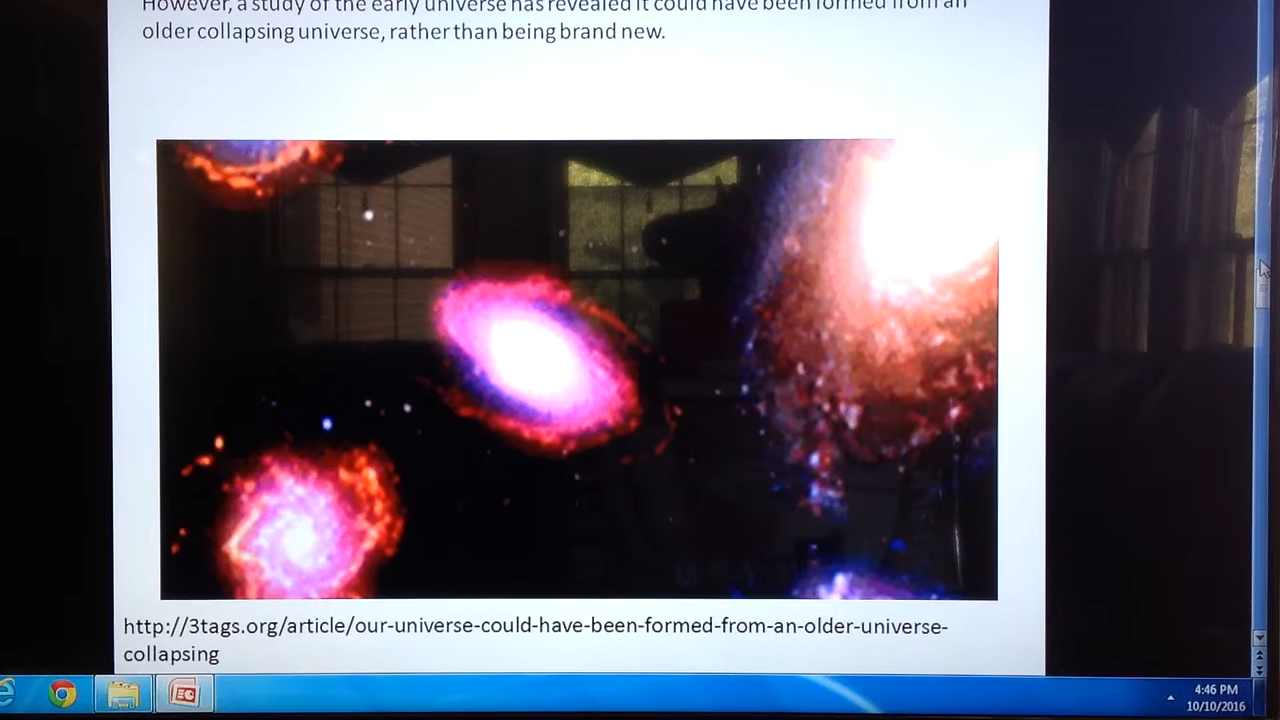 However, a study of the early universe has revealed it could have been formed from an
older collapsing universe, rather than being brand new.
http://3tags.org/article/our-universe-could-have-been-formed-from-an-older-universe-
collapsing
4:46 PM
10/10/2016